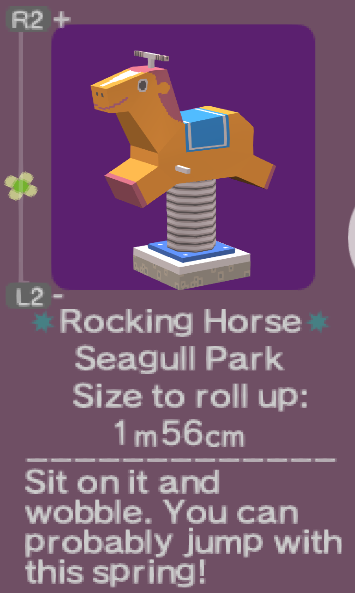 R2 +
L2 -
Rocking Horse
Seagull Park
Size to roll up:
1m56cm
Sit on it and
wobble. You can
probably jump with
this spring!